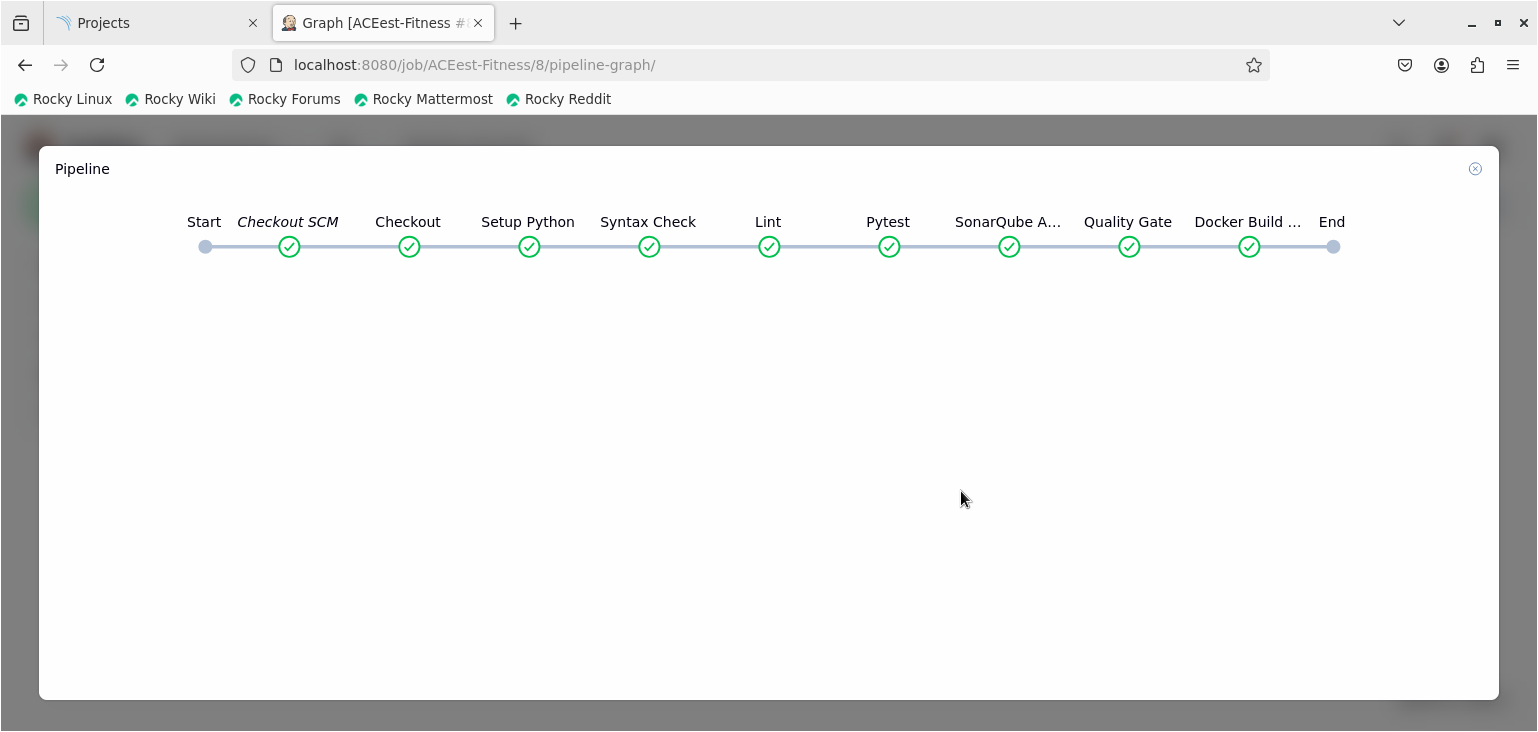 Projects
Graph [ACEest-Fitness #
localhost:8080/job/ACEest-Fitness/8/pipeline-graph/
Rocky Linux Rocky Wiki Rocky Forums Rocky Mattermost Rocky Reddit
Pipeline
Start Checkout SCM Checkout Setup Python Syntax Check Lint Pytest SonarQube A... Quality Gate Docker Build ... End